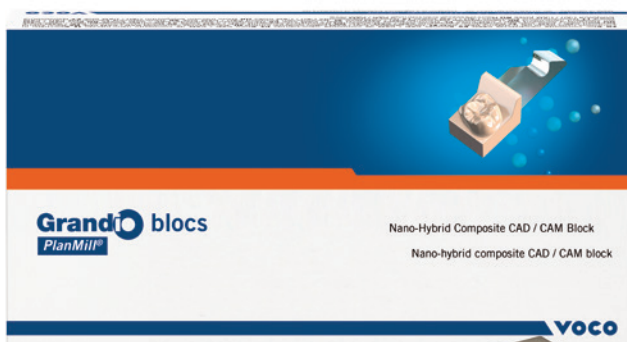 Grandio blocs
PlanMill®
Nano-Hybrid Composite CAD / CAM Block
Nano-hybrid composite CAD / CAM block
VOCO